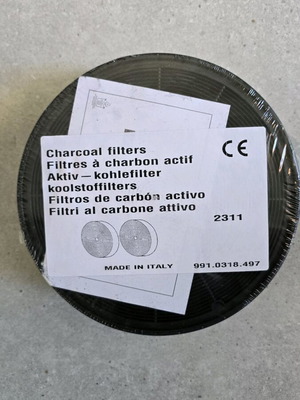 Charcoal filters
Filtres à charbon actif
Aktiv – kohlefilter
koolstoffilters
Filtros de carbón activo
Filtri al carbone attivo
CE
2311
MADE IN ITALY
991.0318.497